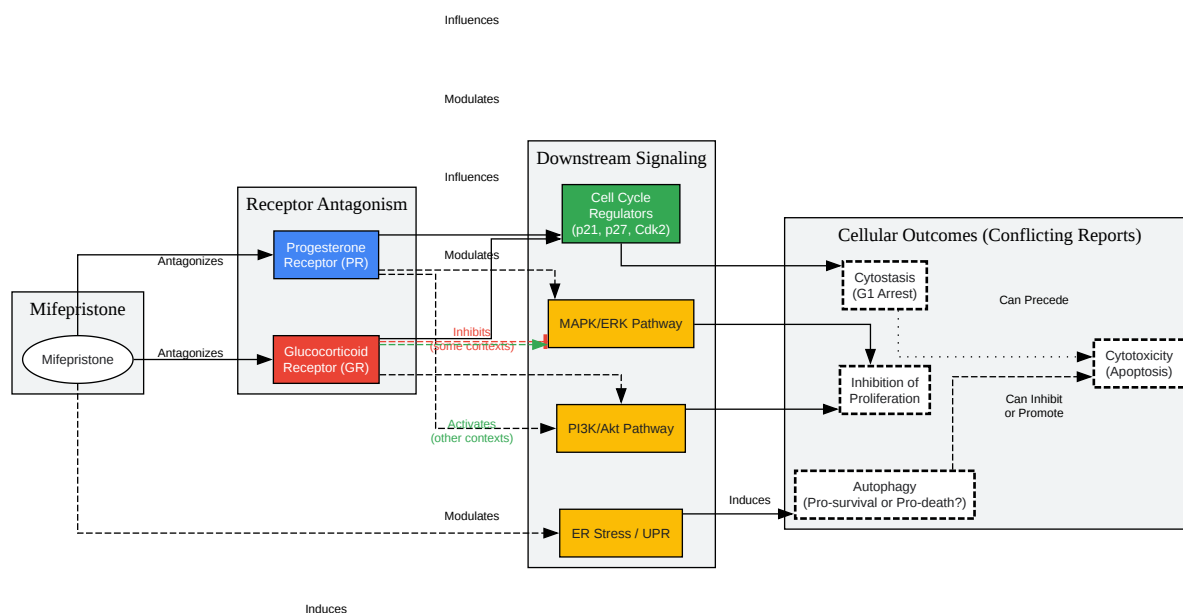 Influences
Modulates
Downstream Signaling
Influences
Cell Cycle
Regulators
(p21, p27, Cdk2)
Receptor Antagonism
Progesterone
Receptor (PR)
Antagonizes
Modulates
Cellular Outcomes (Conflicting Reports)
Cytostasis
(G1 Arrest)
Can Precede
Mifepristone
Mifepristone
Antagonizes
Glucocorticoid
Receptor (GR)
Inhibits
(some contexts)
MAPK/ERK Pathway
Cytotoxicity
(Apoptosis)
Inhibition of
Proliferation
Can Inhibit
or Promote
Activates
(other contexts)
PI3K/Akt Pathway
Autophagy
(Pro-survival or Pro-death?)
Induces
Modulates
ER Stress / UPR
Induces